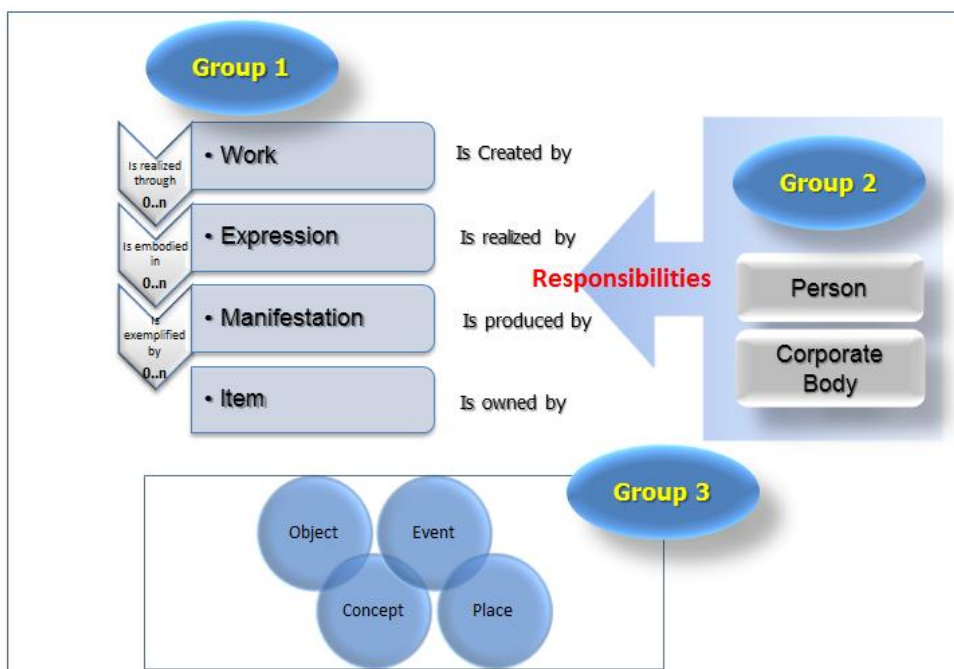 Group 1
Is realized
through
0..n
• Work
Is Created by
Is embodied
in
0..n
• Expression
Is realized by
Is
exemplified
by
0..n
• Manifestation
Is produced by
• Item
Is owned by
Responsibilities
Group 2
Person
Corporate
Body
Group 3
Object
Event
Concept
Place